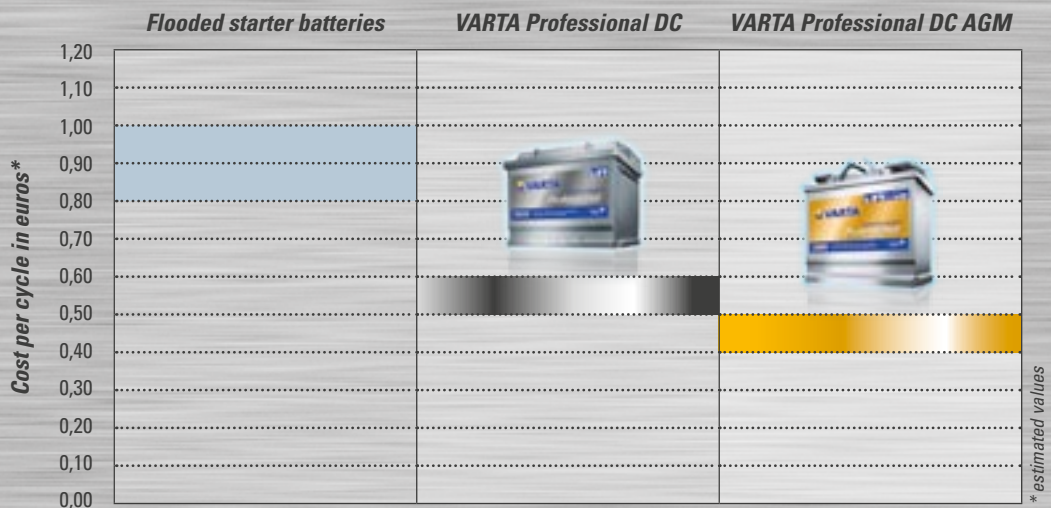 Flooded starter batteries
VARTA Professional DC
VARTA Professional DC AGM
Cost per cycle in euros*
1,20
1,10
1,00
0,90
0,80
0,70
0,60
0,50
0,40
0,30
0,20
0,10
0,00
VARTA
VARTA
* estimated values